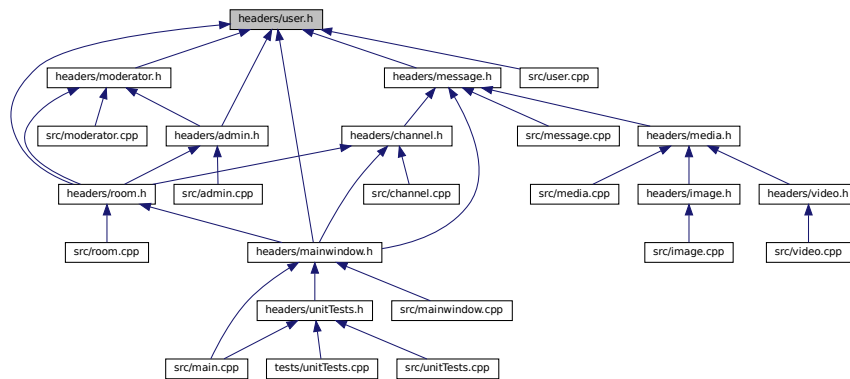 headers/user.h
headers/moderator.h
headers/message.h
src/user.cpp
src/moderator.cpp
headers/admin.h
headers/channel.h
src/message.cpp
headers/media.h
headers/room.h
src/admin.cpp
src/channel.cpp
src/media.cpp
headers/image.h
headers/video.h
src/room.cpp
headers/mainwindow.h
src/image.cpp
src/video.cpp
headers/unitTests.h
src/mainwindow.cpp
src/main.cpp
tests/unitTests.cpp
src/unitTests.cpp